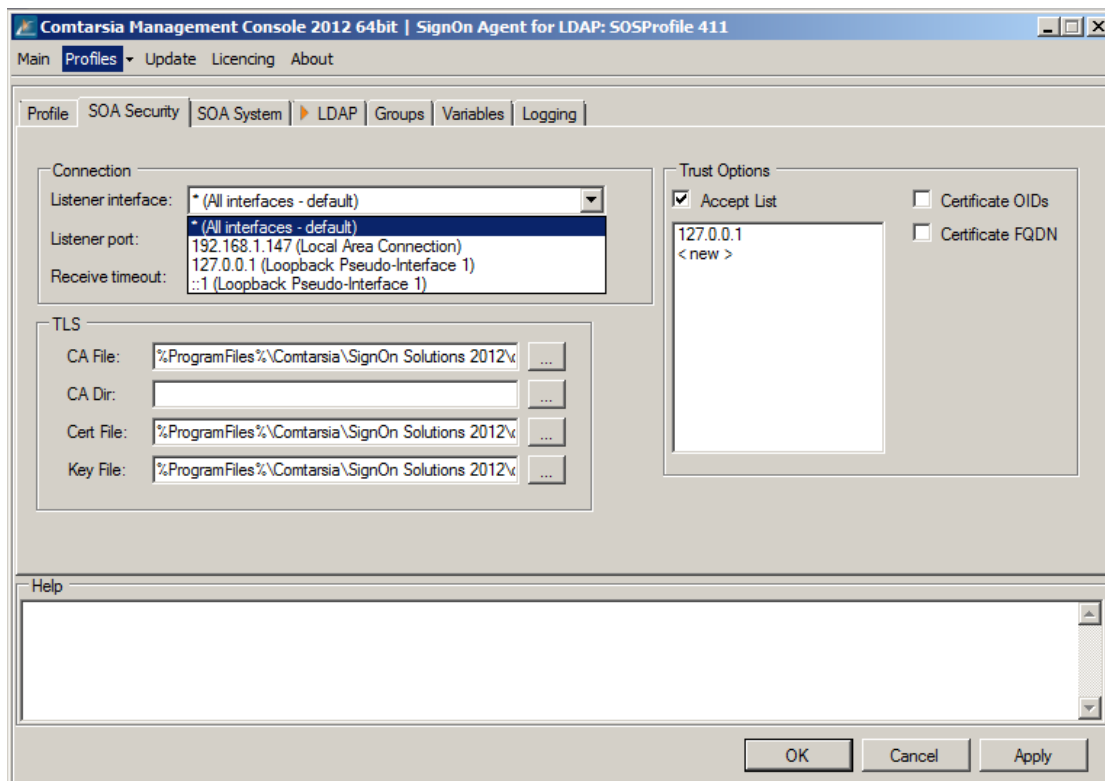 Comtarsia Management Console 2012 64bit | SignOn Agent for LDAP: SOSProfile 411
Main Profiles Update Licencing About
Profile SOA Security SOA System LDAP Groups Variables Logging
Connection
Listener interface: * (All interfaces - default)
* (All interfaces - default)
192.168.1.147 (Local Area Connection)
Listener port:
127.0.0.1 (Loopback Pseudo-Interface 1)
Receive timeout:
::1 (Loopback Pseudo-Interface 1)
Trust Options
Accept List
Certificate OIDs
127.0.0.1
Certificate FQDN
< new >
TLS
CA File: %ProgramFiles%\Comtarsia\SignOn Solutions 2012\ ...
CA Dir: ...
Cert File: %ProgramFiles%\Comtarsia\SignOn Solutions 2012\ ...
Key File: %ProgramFiles%\Comtarsia\SignOn Solutions 2012\ ...
Help
OK Cancel Apply